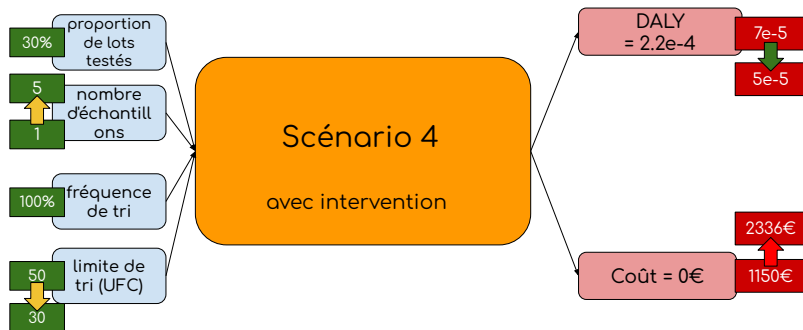 30%
proportion
de lots
testés
5
1
nombre
d'échantill
ons
100%
fréquence
de tri
50
30
limite de
tri (UFC)
Scénario 4
avec intervention
DALY
= 2.2e-4
7e-5
5e-5
2336€
1150€
Coût = 0€